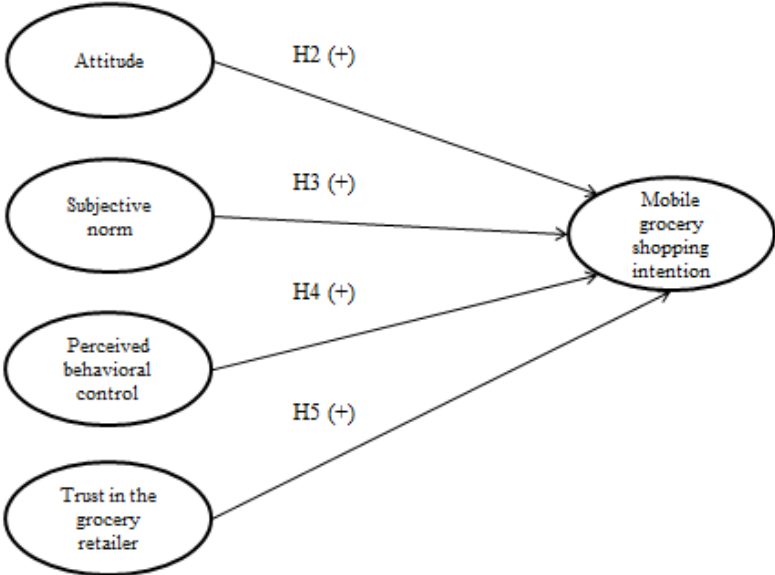 Attitude
H2 (+)
Subjective
norm
H3 (+)
Mobile
grocery
shopping
intention
H4 (+)
Perceived
behavioral
control
H5 (+)
Trust in the
grocery
retailer